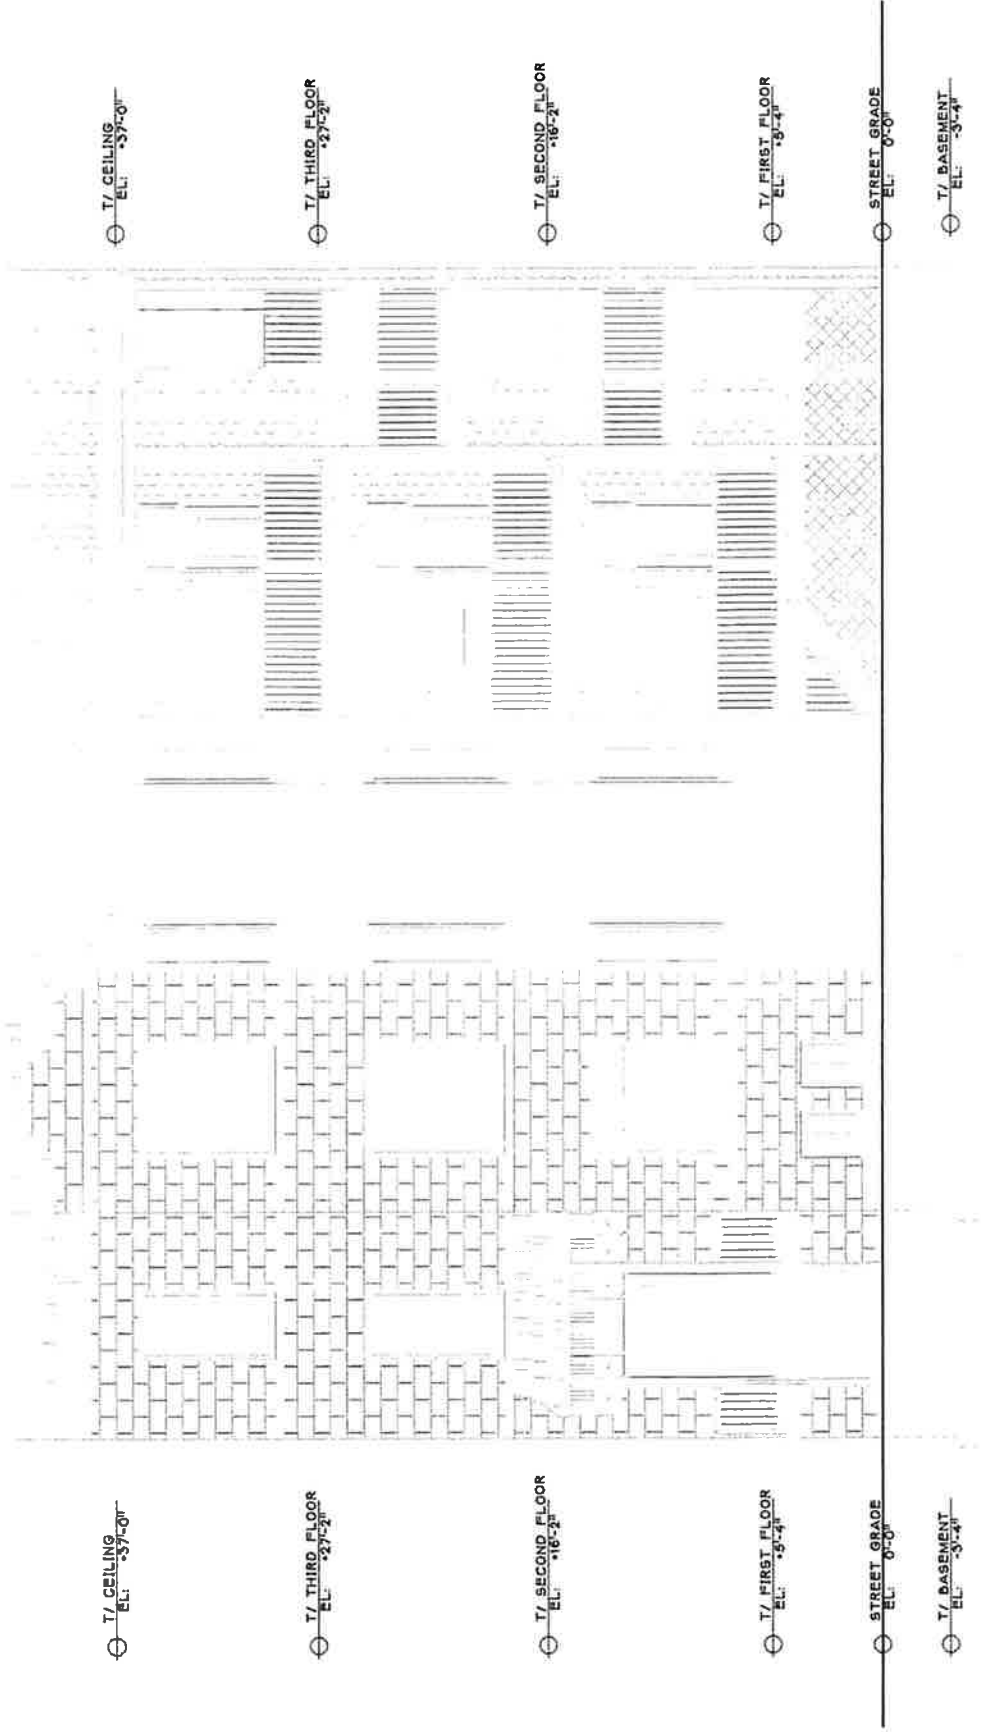 T/ CEILING
EL: +37'-0"
T/ THIRD FLOOR
EL: +27'-2"
T/ SECOND FLOOR
EL: +16'-2"
T/ FIRST FLOOR
EL: +5'-4"
STREET GRADE
EL: 0'-0"
T/ BASEMENT
EL: -3'-4"
T/ CEILING
EL: +37'-0"
T/ THIRD FLOOR
EL: +27'-2"
T/ SECOND FLOOR
EL: +16'-2"
T/ FIRST FLOOR
EL: +5'-4"
STREET GRADE
EL: 0'-0"
T/ BASEMENT
EL: -3'-4"